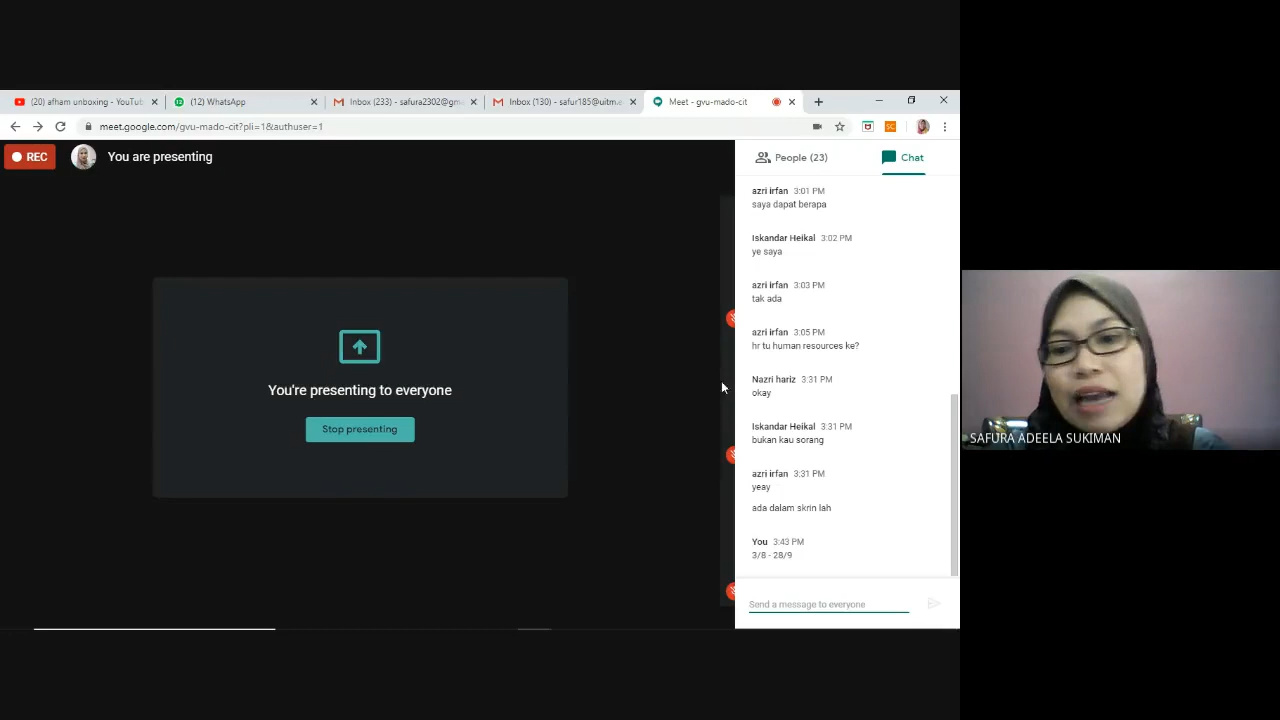 (20) afham unboxing - YouTu
(12) WhatsApp
Inbox (233) - safura2302@gm
Inbox (130) - safur185@uitm.e
Meet - gvu-mado-cit
meet.google.com/gvu-mado-cit?pli=1&authuser=1
REC
You are presenting
People (23)
Chat
azri irfan 3:01 PM
saya dapat berapa
Iskandar Heikal 3:02 PM
ye saya
azri irfan 3:03 PM
tak ada
azri irfan 3:05 PM
hr tu human resources ke?
Nazri hariz 3:31 PM
okay
Iskandar Heikal 3:31 PM
bukan kau sorang
azri irfan 3:31 PM
yeay
ada dalam skrin lah
You 3:43 PM
3/8 - 28/9
Send a message to everyone
You're presenting to everyone
Stop presenting
SAFURA ADEELA SUKIMAN